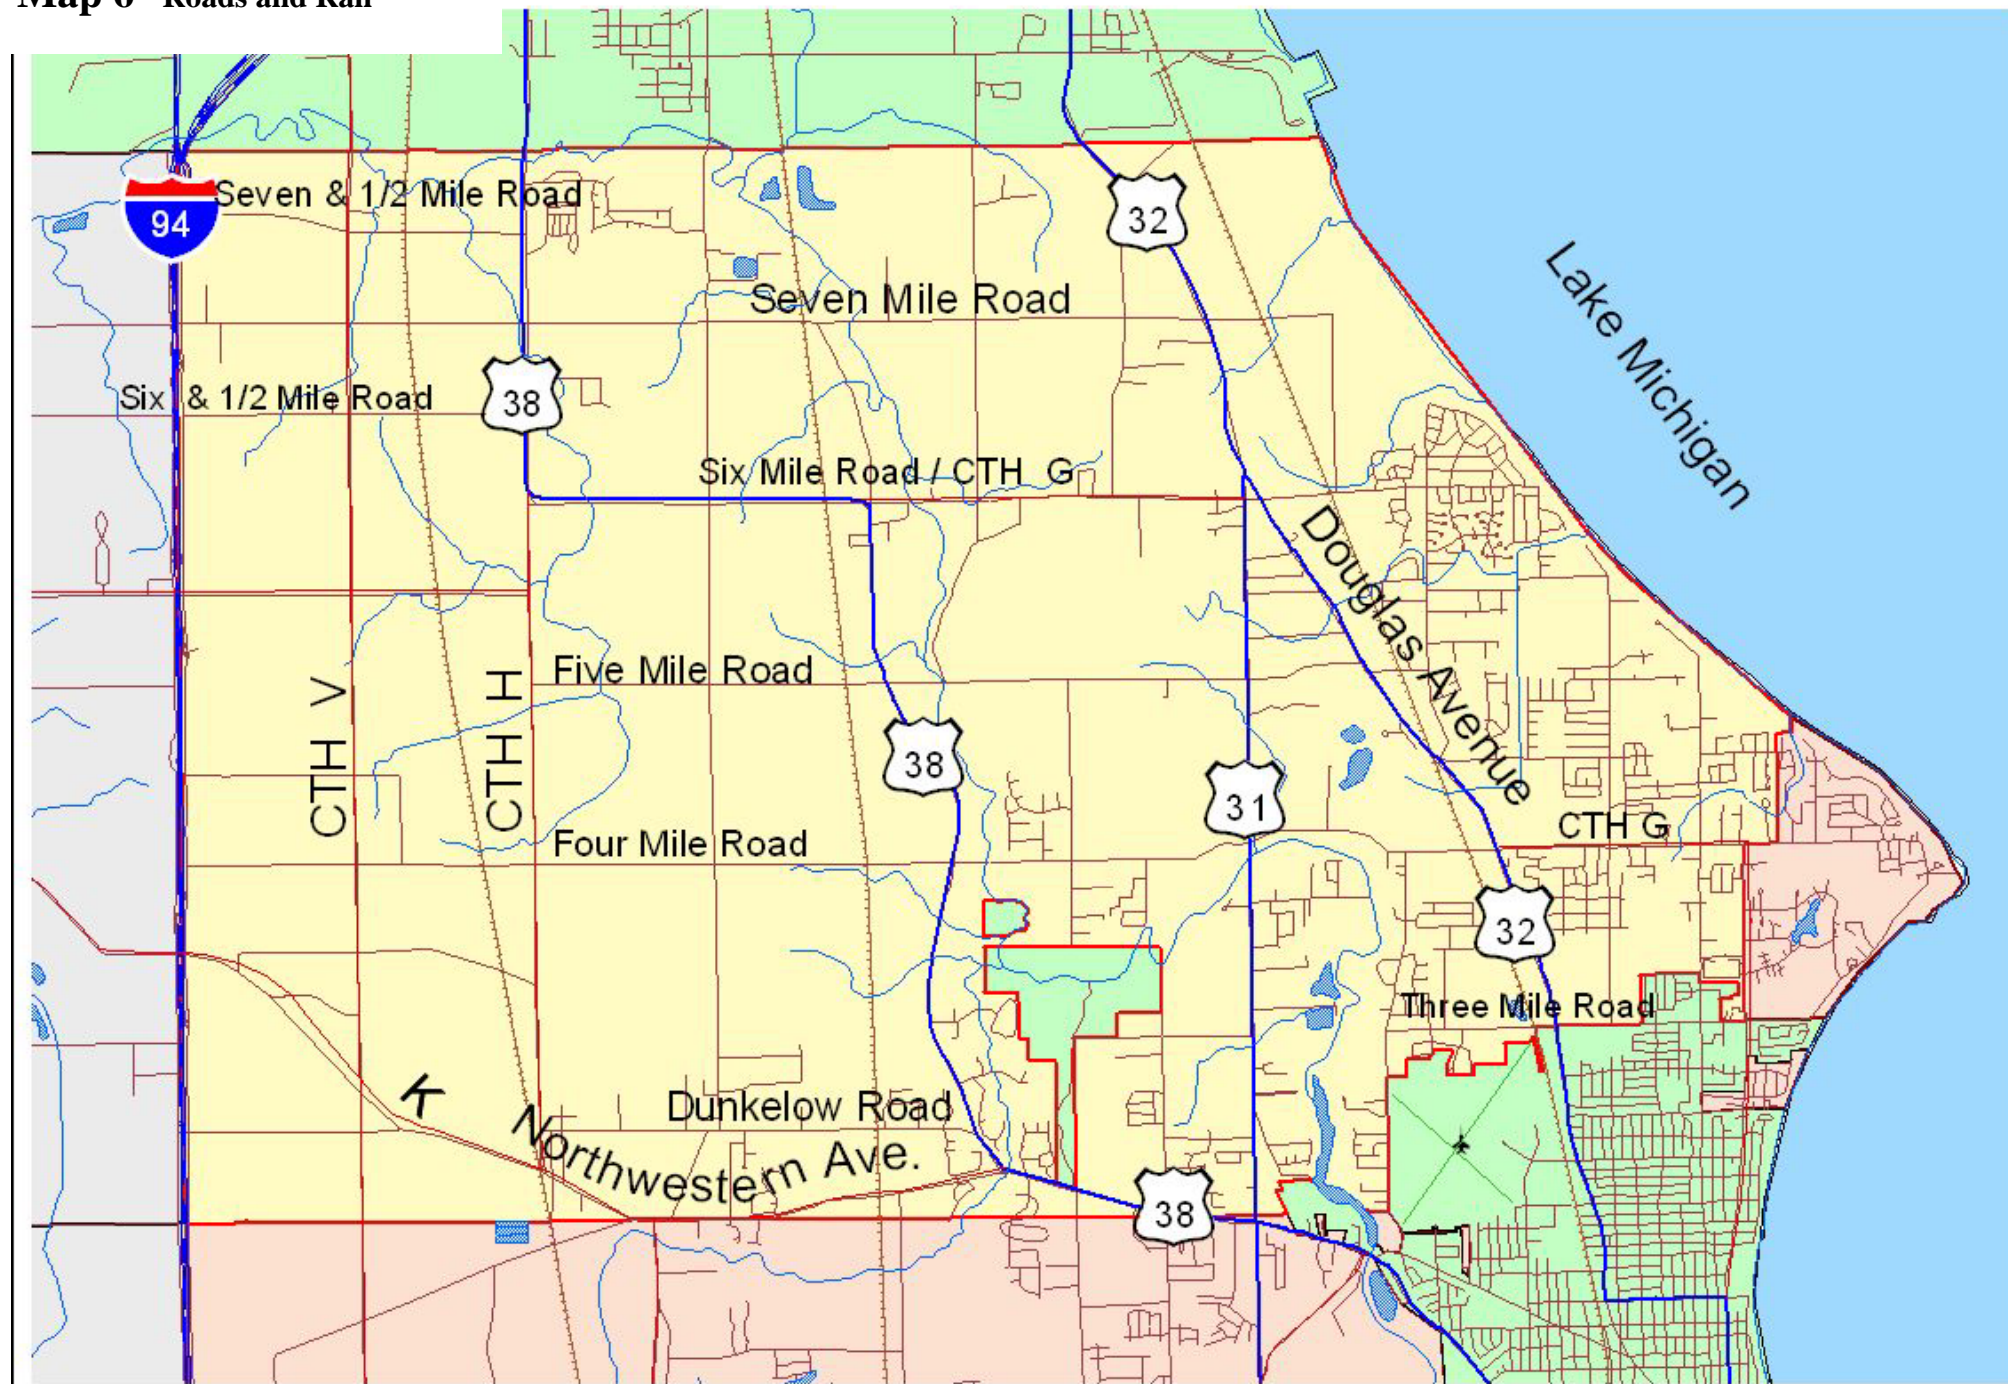 Map 6 Roads and Rail
Seven & 1/2 Mile Road
94
32
Lake Michigan
Seven Mile Road
Six & 1/2 Mile Road
38
Six Mile Road / CTH G
Douglas Avenue
Five Mile Road
CTH V
CTH H
38
31
CTH G
Four Mile Road
32
Three Mile Road
K
Dunkelow Road
Northwestern Ave.
38